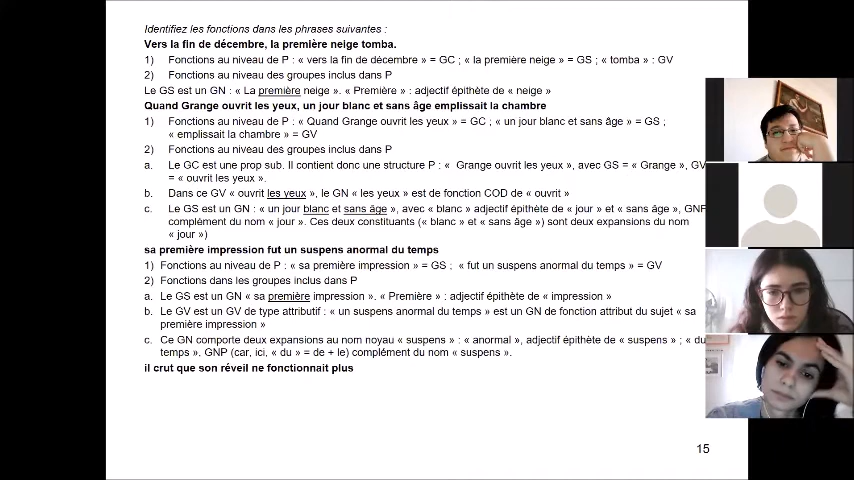 Identifiez les fonctions dans les phrases suivantes :
Vers la fin de décembre, la première neige tomba.
1) Fonctions au niveau de P : « vers la fin de décembre » = GC ; « la première neige » = GS ; « tomba » : GV
2) Fonctions au niveau des groupes inclus dans P
Le GS est un GN : « La première neige ». « Première » : adjectif épithète de « neige »
Quand Grange ouvrit les yeux, un jour blanc et sans âge emplissait la chambre
1) Fonctions au niveau de P : « Quand Grange ouvrit les yeux » = GC ; « un jour blanc et sans âge » = GS ;
« emplissait la chambre » = GV
2) Fonctions au niveau des groupes inclus dans P
a. Le GC est une prop sub. Il contient donc une structure P : « Grange ouvrit les yeux », avec GS = « Grange », GV
= « ouvrit les yeux ».
b. Dans ce GV « ouvrit les yeux », le GN « les yeux » est de fonction COD de « ouvrit »
c. Le GS est un GN : « un jour blanc et sans âge », avec « blanc » adjectif épithète de « jour » et « sans âge », GNP
complément du nom « jour ». Ces deux constituants (« blanc » et « sans âge ») sont deux expansions du nom
« jour »)
sa première impression fut un suspens anormal du temps
1) Fonctions au niveau de P : « sa première impression » = GS ; « fut un suspens anormal du temps » = GV
2) Fonctions dans les groupes inclus dans P
a. Le GS est un GN « sa première impression ». « Première » : adjectif épithète de « impression »
b. Le GV est un GV de type attributif : « un suspens anormal du temps » est un GN de fonction attribut du sujet « sa
première impression »
c. Ce GN comporte deux expansions au nom noyau « suspens » : « anormal », adjectif épithète de « suspens » ; « du
temps ». GNP (car, ici, « du » = de + le) complément du nom « suspens ».
il crut que son réveil ne fonctionnait plus
15